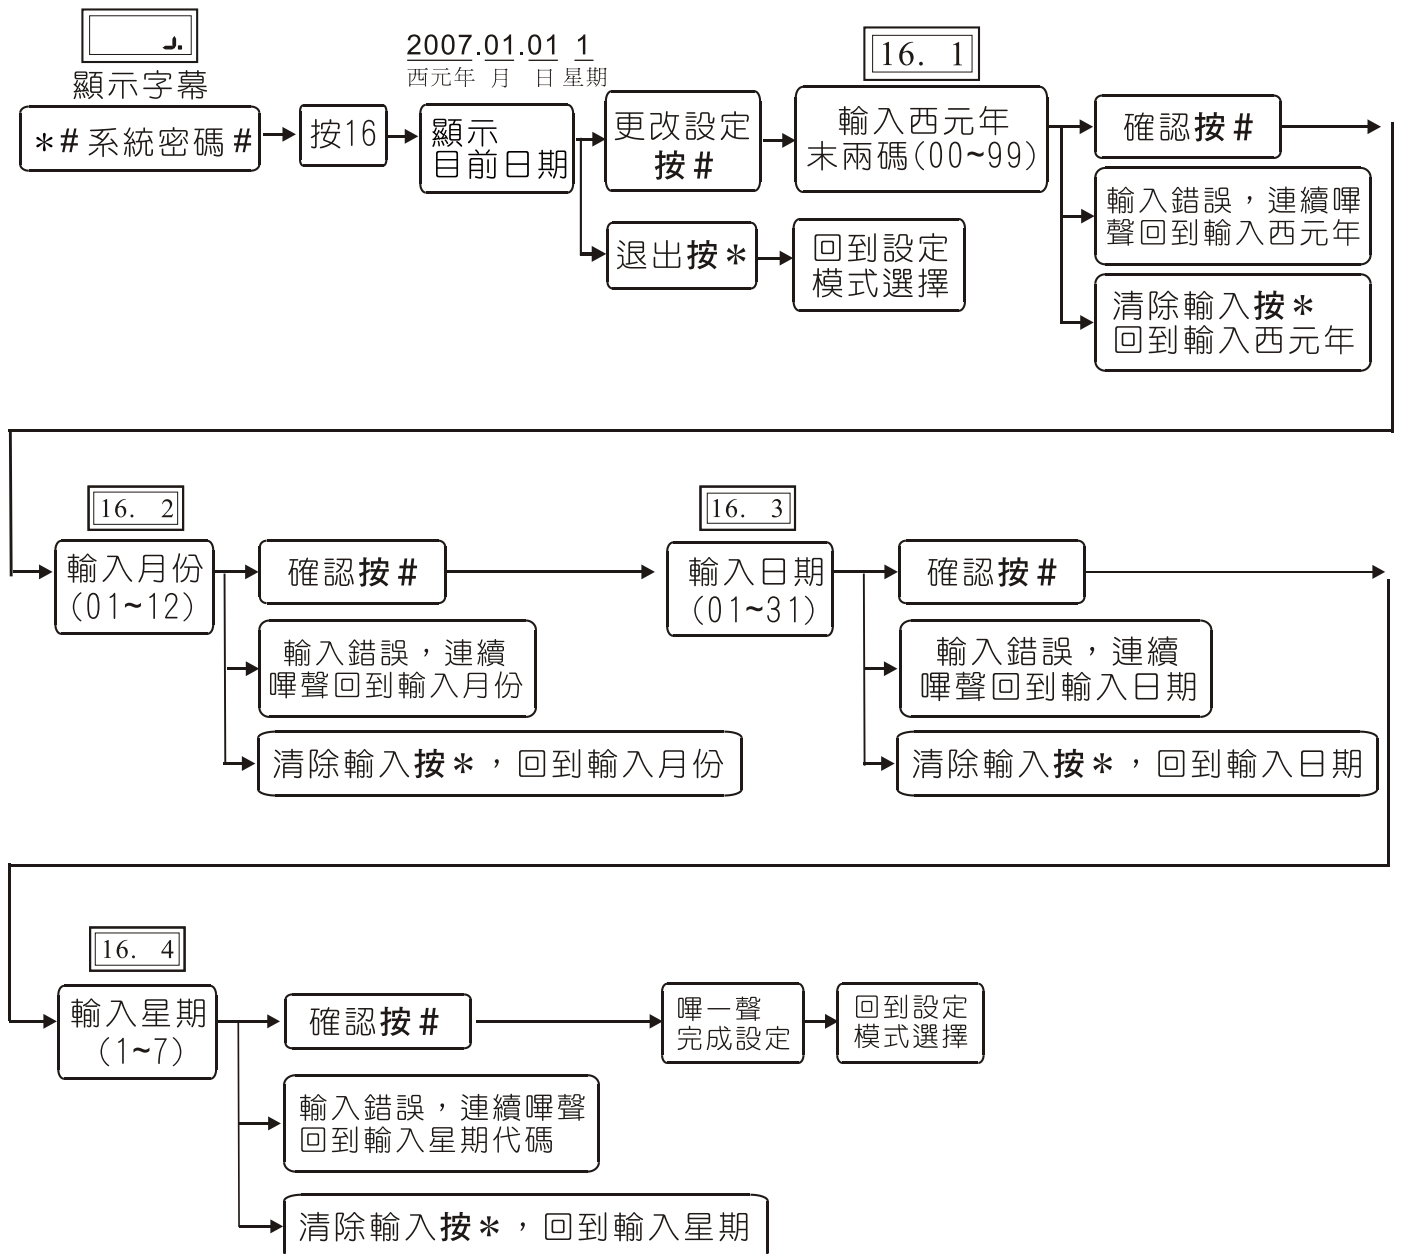 顯示字幕
＊# 系統密碼 #
按16
2007.01.01 1
西元年 月 日 星期
顯示
目前日期
更改設定
按#
退出按＊
回到設定
模式選擇
16. 1
輸入西元年
末兩碼(00~99)
確認按#
輸入錯誤，連續嗶
聲回到輸入西元年
清除輸入按＊
回到輸入西元年
16. 2
輸入月份
(01~12)
確認按#
輸入錯誤，連續
嗶聲回到輸入月份
清除輸入按＊，回到輸入月份
16. 3
輸入日期
(01~31)
確認按#
輸入錯誤，連續
嗶聲回到輸入日期
清除輸入按＊，回到輸入日期
16. 4
輸入星期
(1~7)
確認按#
嗶一聲
完成設定
回到設定
模式選擇
輸入錯誤，連續嗶聲
回到輸入星期代碼
清除輸入按＊，回到輸入星期